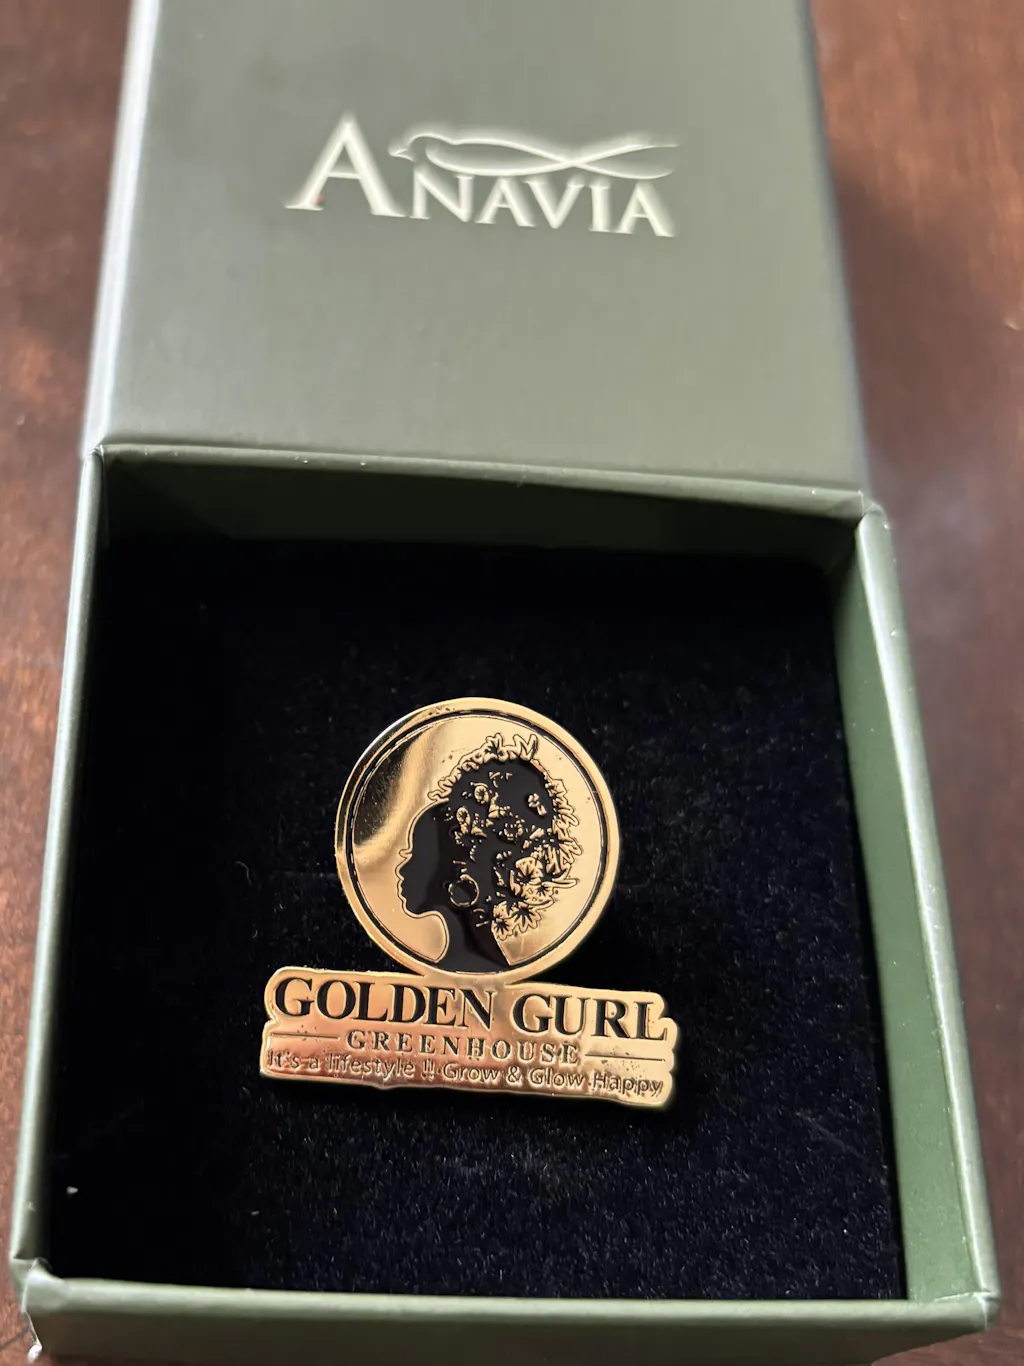 ANAVIA
GOLDEN GURL
GREENHOUSE
It's a lifestyle !! Grow & Glow Happy